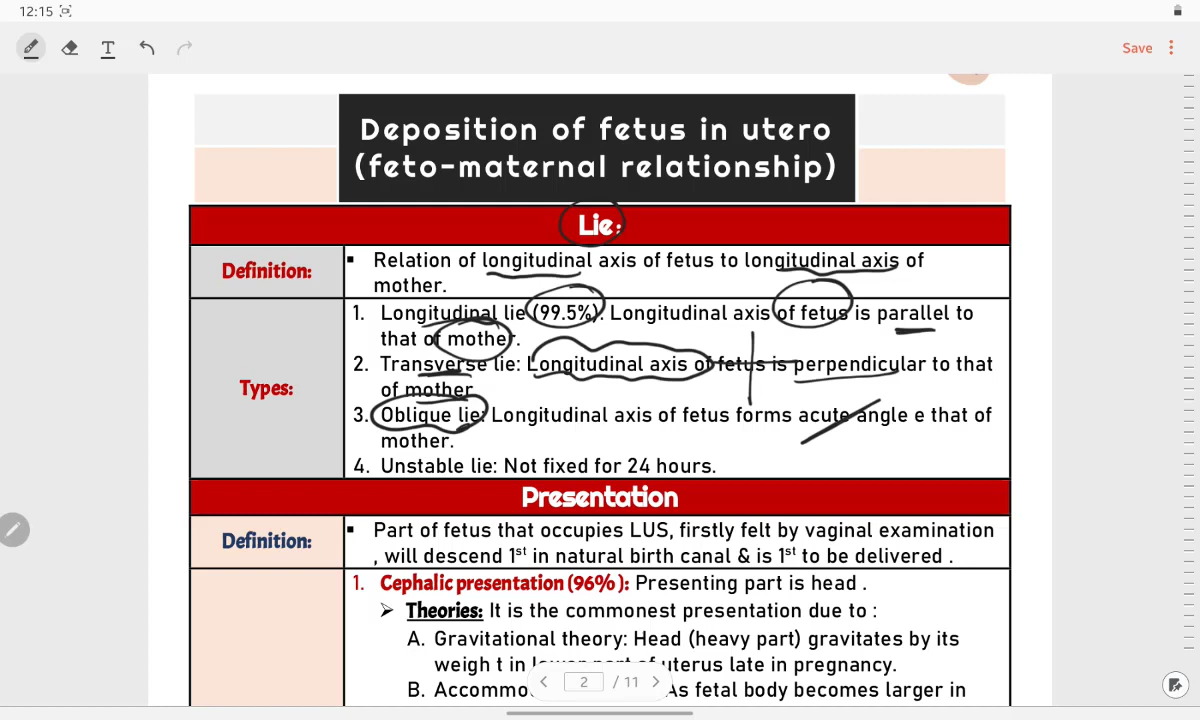 12:15
T
Save
Deposition of fetus in utero
(feto-maternal relationship)
Lie:
Definition:
▪ Relation of longitudinal axis of fetus to longitudinal axis of
mother.
Types:
1. Longitudinal lie (99.5%). Longitudinal axis of fetus is parallel to
that of mother.
2. Transverse lie: Longitudinal axis of fetus is perpendicular to that
of mother
3. Oblique lie: Longitudinal axis of fetus forms acute angle e that of
mother.
4. Unstable lie: Not fixed for 24 hours.
Presentation
Definition:
▪ Part of fetus that occupies LUS, firstly felt by vaginal examination
, will descend 1st in natural birth canal & is 1st to be delivered .
1. Cephalic presentation (96% ): Presenting part is head .
➢ Theories: It is the commonest presentation due to :
A. Gravitational theory: Head (heavy part) gravitates by its
weigh t in lower part of uterus late in pregnancy.
B. As fetal body becomes larger in
2 / 11